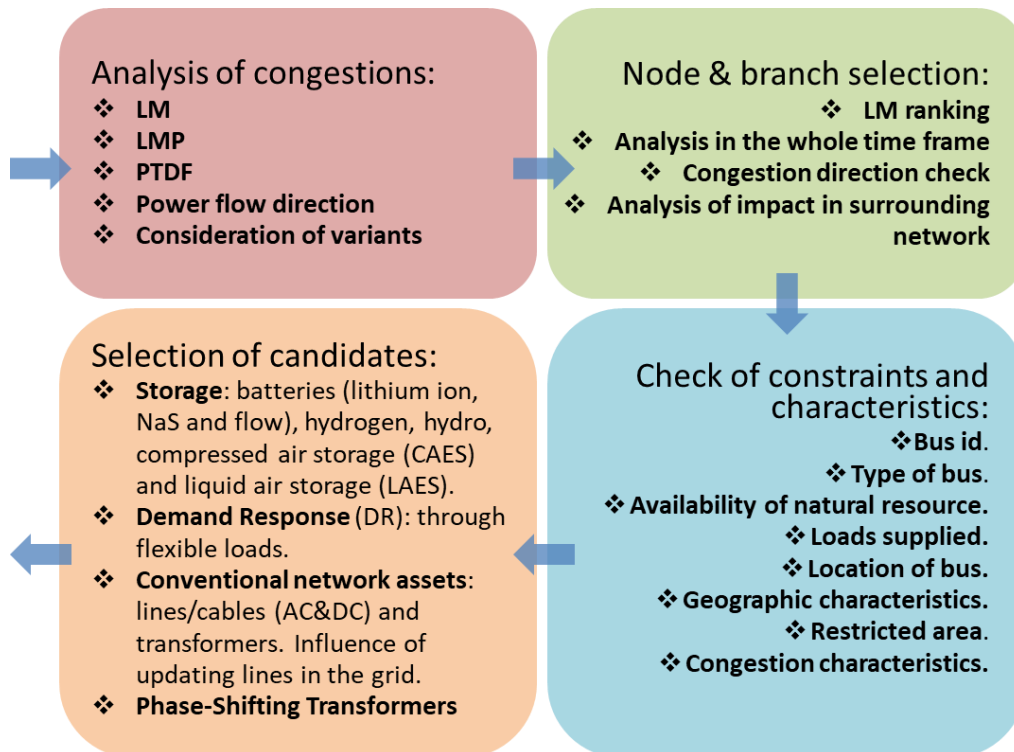 Analysis of congestions:
❖ LM
❖ LMP
❖ PTDF
❖ Power flow direction
❖ Consideration of variants
Node & branch selection:
❖ LM ranking
❖ Analysis in the whole time frame
❖ Congestion direction check
❖ Analysis of impact in surrounding
network
Check of constraints and
characteristics:
❖ Bus id.
❖ Type of bus.
❖ Availability of natural resource.
❖ Loads supplied.
❖ Location of bus.
❖ Geographic characteristics.
❖ Restricted area.
❖ Congestion characteristics.
Selection of candidates:
❖ Storage: batteries (lithium ion,
NaS and flow), hydrogen, hydro,
compressed air storage (CAES)
and liquid air storage (LAES).
❖ Demand Response (DR): through
flexible loads.
❖ Conventional network assets:
lines/cables (AC&DC) and
transformers. Influence of
updating lines in the grid.
❖ Phase-Shifting Transformers